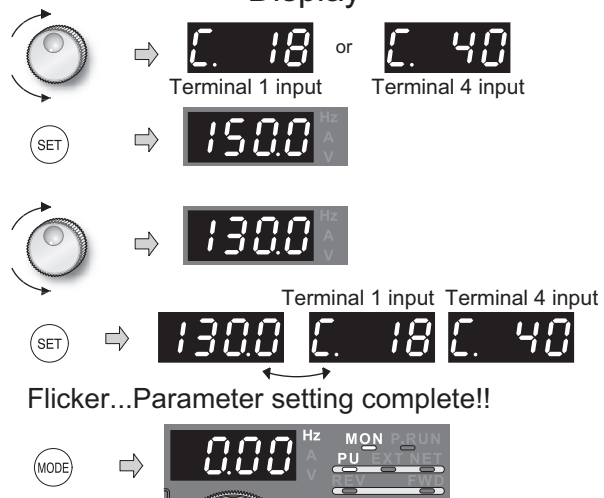 Display
C. 18 or C. 40
Terminal 1 input Terminal 4 input
SET 150.0 Hz
A
V
130.0 Hz
A
V
Terminal 1 input Terminal 4 input
SET 130.0 C. 18 C. 40
Flicker...Parameter setting complete!!
MODE 0.00 Hz MON P.RUN
A PU EXT NET
V REV FWD